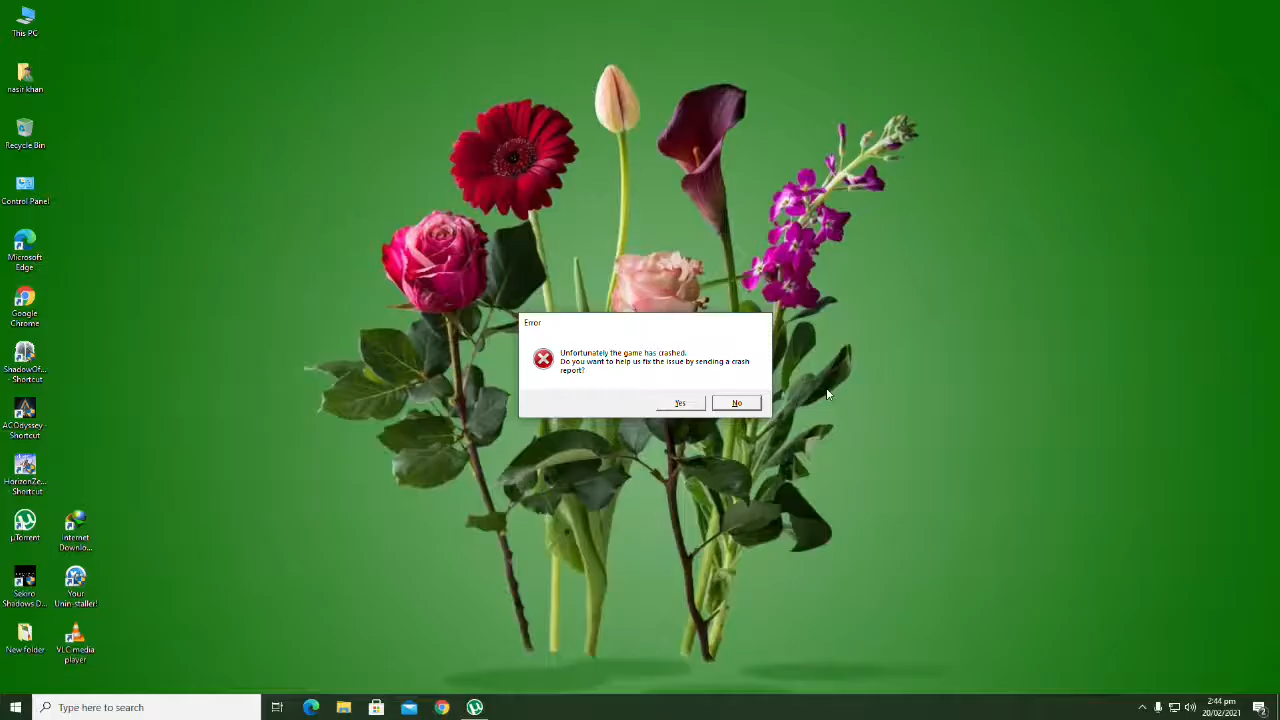 This PC
nasir khan
Recycle Bin
Control Panel
Microsoft
Edge
Google
Chrome
ShadowOf...
- Shortcut
ACOdyssey -
Shortcut
HorizonZe...
Shortcut
µTorrent
Internet
Downlo...
Sekiro
Shadows D...
Your
Unin-staller!
New folder
VLC media
player
Error
Unfortunately the game has crashed.
Do you want to help us fix the issue by sending a crash
report?
Yes
No
Type here to search
2:44 pm
20/02/2021
2